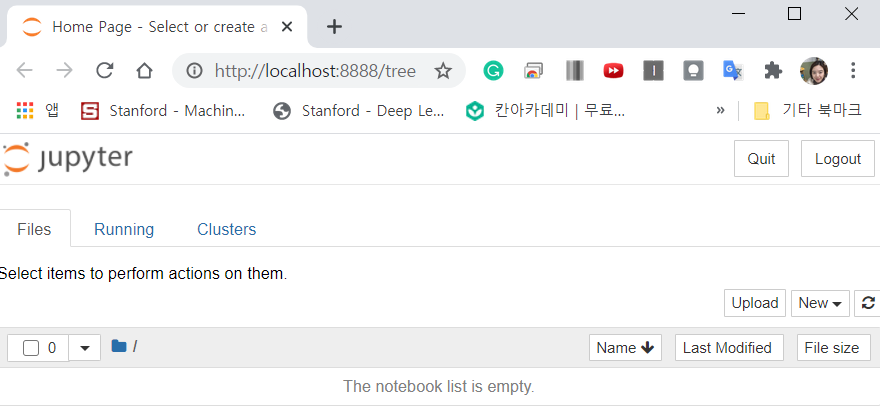 Home Page - Select or create a
http://localhost:8888/tree
앱 Stanford - Machin... Stanford - Deep Le... 칸아카데미 | 무료... » 기타 북마크
jupyter Quit Logout
Files Running Clusters
Select items to perform actions on them.
Upload New
0 / Name Last Modified File size
The notebook list is empty.